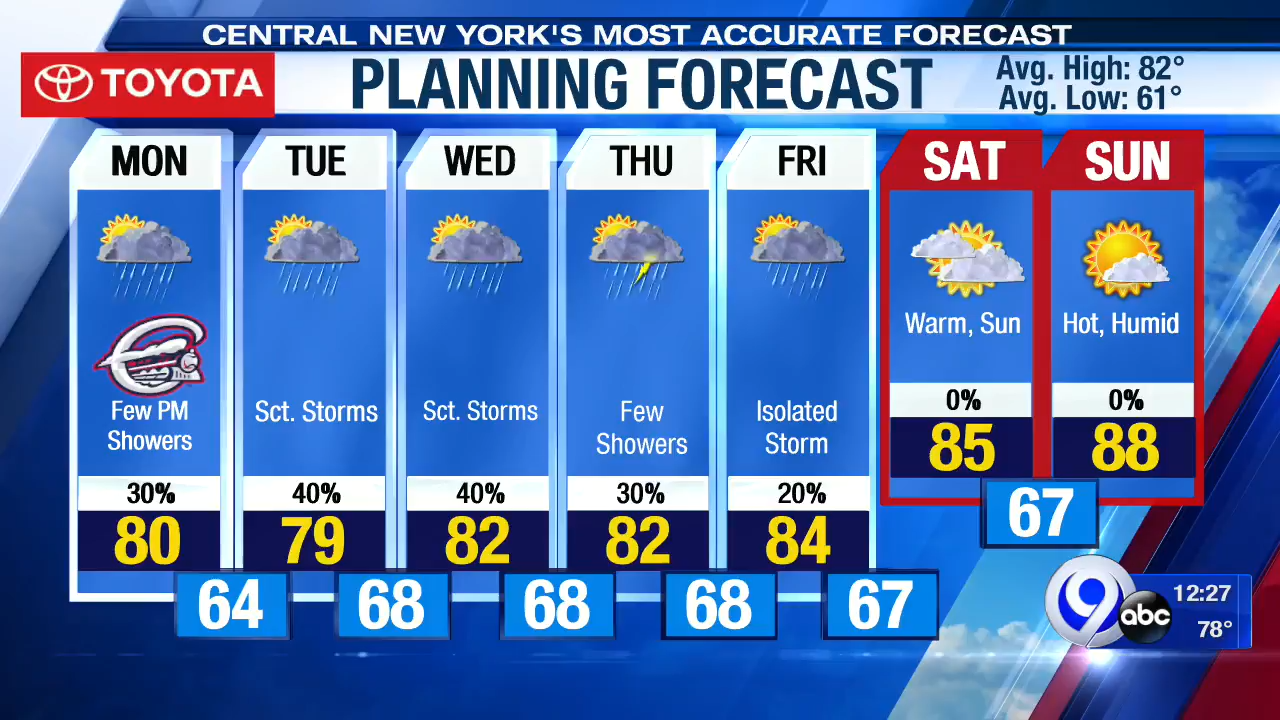 CENTRAL NEW YORK'S MOST ACCURATE FORECAST
TOYOTA
PLANNING FORECAST
Avg. High: 82°
Avg. Low: 61°
MON
TUE
WED
THU
FRI
SAT
SUN
Few PM
Showers
Sct. Storms
Sct. Storms
Few
Showers
Isolated
Storm
Warm, Sun
Hot, Humid
30%
40%
40%
30%
20%
0%
0%
80
79
82
82
84
85
88
64
68
68
68
67
67
9
abc
12:27
78°